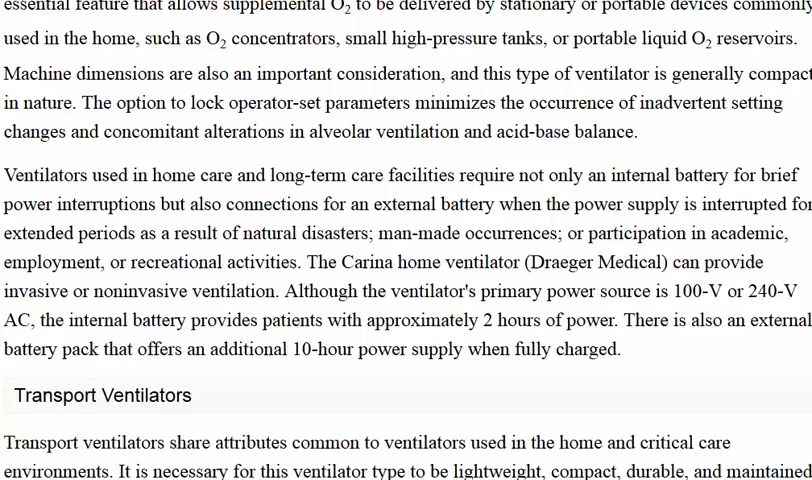 essential feature that allows supplemental O₂ to be delivered by stationary or portable devices commonly
used in the home, such as O₂ concentrators, small high-pressure tanks, or portable liquid O₂ reservoirs.
Machine dimensions are also an important consideration, and this type of ventilator is generally compact
in nature. The option to lock operator-set parameters minimizes the occurrence of inadvertent setting
changes and concomitant alterations in alveolar ventilation and acid-base balance.
Ventilators used in home care and long-term care facilities require not only an internal battery for brief
power interruptions but also connections for an external battery when the power supply is interrupted for
extended periods as a result of natural disasters; man-made occurrences; or participation in academic,
employment, or recreational activities. The Carina home ventilator (Draeger Medical) can provide
invasive or noninvasive ventilation. Although the ventilator's primary power source is 100-V or 240-V
AC, the internal battery provides patients with approximately 2 hours of power. There is also an external
battery pack that offers an additional 10-hour power supply when fully charged.
Transport Ventilators
Transport ventilators share attributes common to ventilators used in the home and critical care
environments. It is necessary for this ventilator type to be lightweight, compact, durable, and maintained